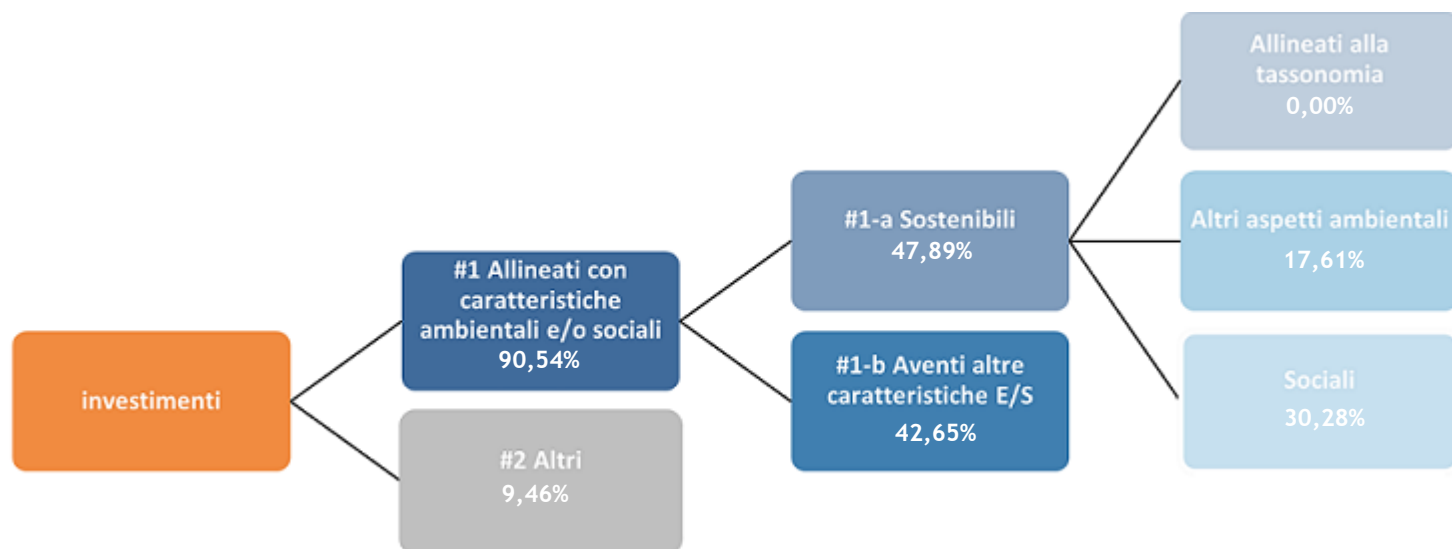 investimenti
#1 Allineati con
caratteristiche
ambientali e/o sociali
90,54%
#2 Altri
9,46%
#1-a Sostenibili
47,89%
#1-b Aventi altre
caratteristiche E/S
42,65%
Allineati alla
tassonomia
0,00%
Altri aspetti ambientali
17,61%
Sociali
30,28%